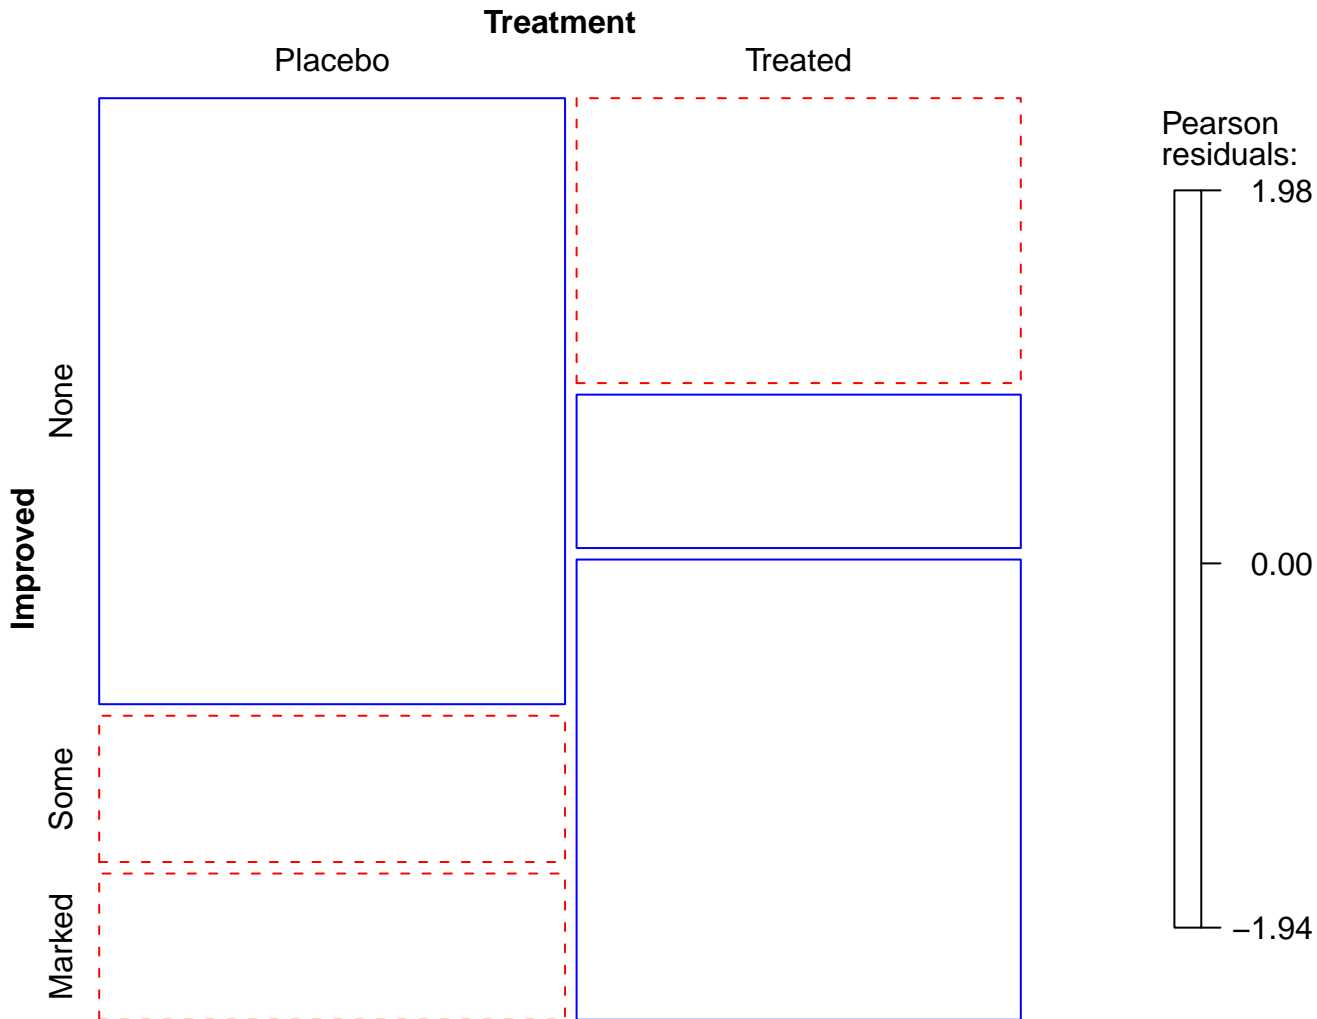 Treatment
Placebo
Treated
Improved
None
Some
Marked
Pearson
residuals:
1.98
0.00
−1.94